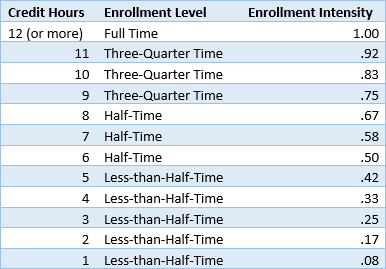 Credit Hours Enrollment Level Enrollment Intensity
12 (or more) Full Time 1.00
11 Three-Quarter Time .92
10 Three-Quarter Time .83
9 Three-Quarter Time .75
8 Half-Time .67
7 Half-Time .58
6 Half-Time .50
5 Less-than-Half-Time .42
4 Less-than-Half-Time .33
3 Less-than-Half-Time .25
2 Less-than-Half-Time .17
1 Less-than-Half-Time .08